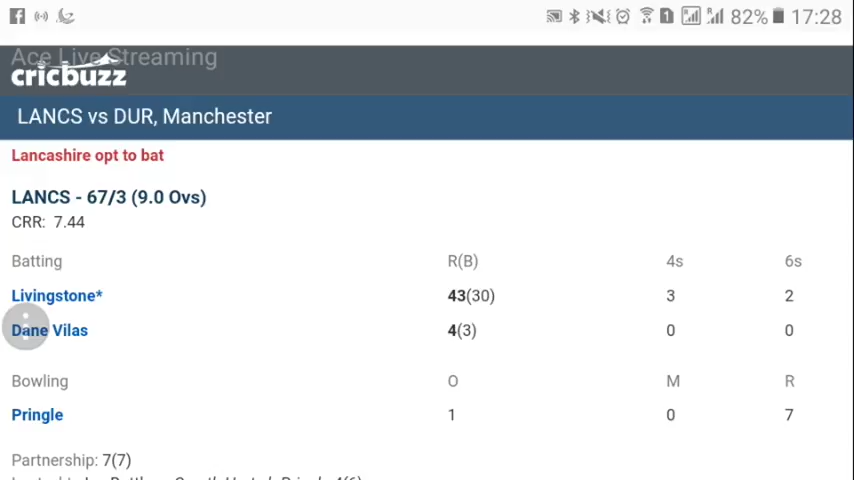 82% 17:28
Ace Live Streaming
cricbuzz
LANCS vs DUR, Manchester
Lancashire opt to bat
LANCS - 67/3 (9.0 Ovs)
CRR: 7.44
Batting R(B) 4s 6s
Livingstone* 43(30) 3 2
Dane Vilas 4(3) 0 0
Bowling O M R
Pringle 1 0 7
Partnership: 7(7)